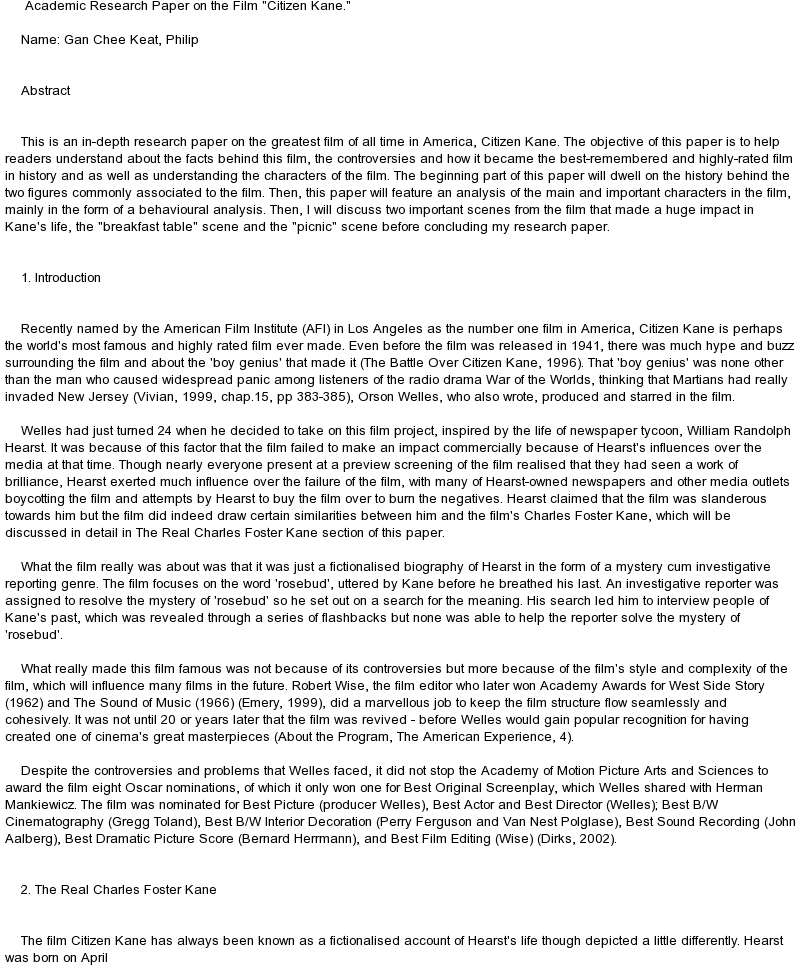 Academic Research Paper on the Film "Citizen Kane."
Name: Gan Chee Keat, Philip
Abstract
This is an in-depth research paper on the greatest film of all time in America, Citizen Kane. The objective of this paper is to help
readers understand about the facts behind this film, the controversies and how it became the best-remembered and highly-rated film
in history and as well as understanding the characters of the film. The beginning part of this paper will dwell on the history behind the
two figures commonly associated to the film. Then, this paper will feature an analysis of the main and important characters in the film,
mainly in the form of a behavioural analysis. Then, I will discuss two important scenes from the film that made a huge impact in
Kane's life, the "breakfast table" scene and the "picnic" scene before concluding my research paper.
1. Introduction
Recently named by the American Film Institute (AFI) in Los Angeles as the number one film in America, Citizen Kane is perhaps
the world's most famous and highly rated film ever made. Even before the film was released in 1941, there was much hype and buzz
surrounding the film and about the 'boy genius' that made it (The Battle Over Citizen Kane, 1996). That 'boy genius' was none other
than the man who caused widespread panic among listeners of the radio drama War of the Worlds, thinking that Martians had really
invaded New Jersey (Vivian, 1999, chap.15, pp 383-385), Orson Welles, who also wrote, produced and starred in the film.
Welles had just turned 24 when he decided to take on this film project, inspired by the life of newspaper tycoon, William Randolph
Hearst. It was because of this factor that the film failed to make an impact commercially because of Hearst's influences over the
media at that time. Though nearly everyone present at a preview screening of the film realised that they had seen a work of
brilliance, Hearst exerted much influence over the failure of the film, with many of Hearst-owned newspapers and other media outlets
boycotting the film and attempts by Hearst to buy the film over to burn the negatives. Hearst claimed that the film was slanderous
towards him but the film did indeed draw certain similarities between him and the film's Charles Foster Kane, which will be
discussed in detail in The Real Charles Foster Kane section of this paper.
What the film really was about was that it was just a fictionalised biography of Hearst in the form of a mystery cum investigative
reporting genre. The film focuses on the word 'rosebud', uttered by Kane before he breathed his last. An investigative reporter was
assigned to resolve the mystery of 'rosebud' so he set out on a search for the meaning. His search led him to interview people of
Kane's past, which was revealed through a series of flashbacks but none was able to help the reporter solve the mystery of
'rosebud'.
What really made this film famous was not because of its controversies but more because of the film's style and complexity of the
film, which will influence many films in the future. Robert Wise, the film editor who later won Academy Awards for West Side Story
(1962) and The Sound of Music (1966) (Emery, 1999), did a marvellous job to keep the film structure flow seamlessly and
cohesively. It was not until 20 or years later that the film was revived - before Welles would gain popular recognition for having
created one of cinema's great masterpieces (About the Program, The American Experience, 4).
Despite the controversies and problems that Welles faced, it did not stop the Academy of Motion Picture Arts and Sciences to
award the film eight Oscar nominations, of which it only won one for Best Original Screenplay, which Welles shared with Herman
Mankiewicz. The film was nominated for Best Picture (producer Welles), Best Actor and Best Director (Welles); Best B/W
Cinematography (Gregg Toland), Best B/W Interior Decoration (Perry Ferguson and Van Nest Polglase), Best Sound Recording (John
Aalberg), Best Dramatic Picture Score (Bernard Herrmann), and Best Film Editing (Wise) (Dirks, 2002).
2. The Real Charles Foster Kane
The film Citizen Kane has always been known as a fictionalised account of Hearst's life though depicted a little differently. Hearst
was born on April